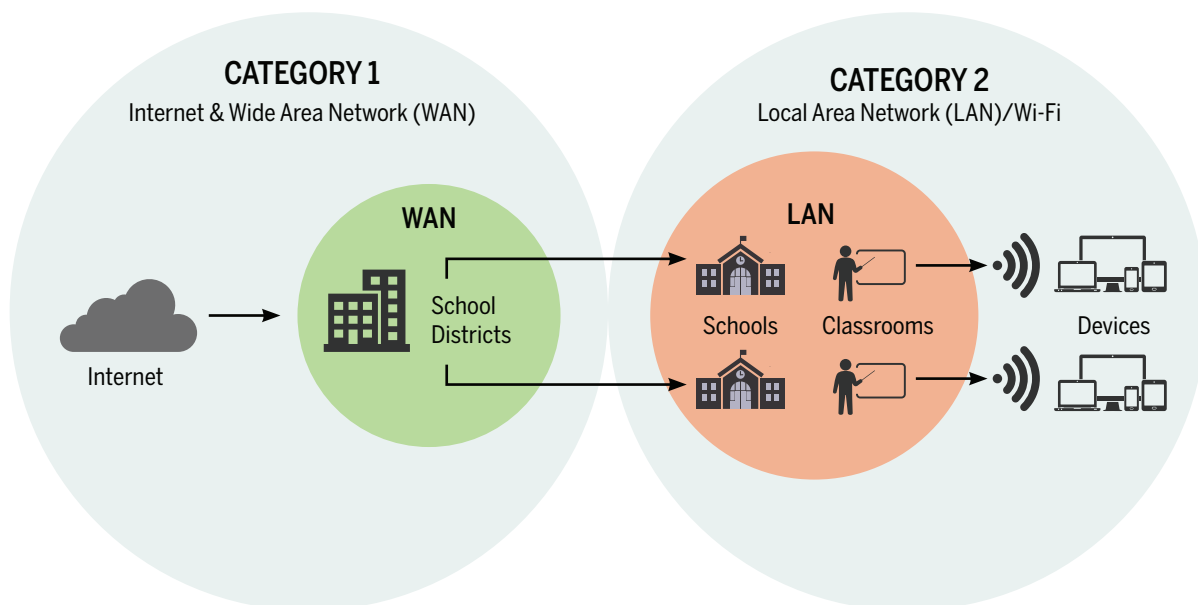 CATEGORY 1
Internet & Wide Area Network (WAN)
WAN
School
Districts
Internet
CATEGORY 2
Local Area Network (LAN)/Wi-Fi
LAN
Schools
Classrooms
Devices